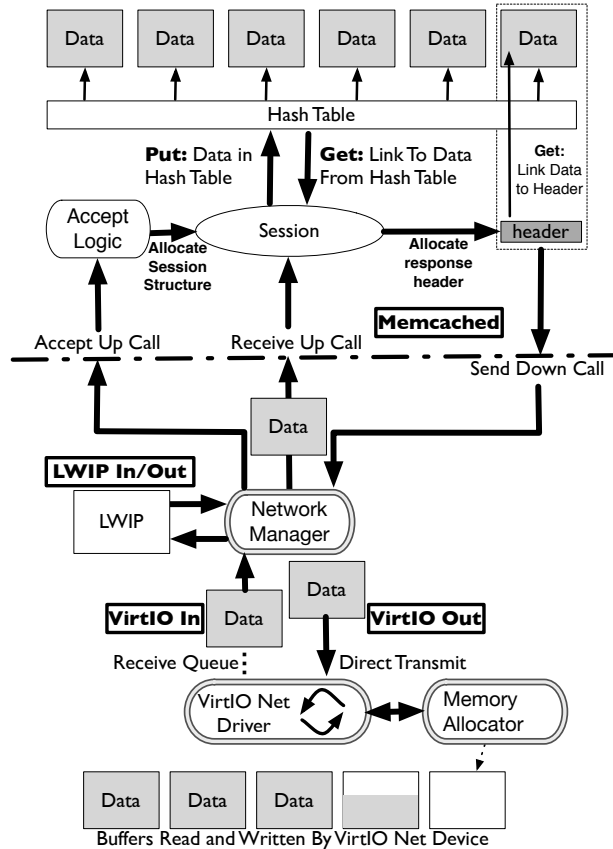 Data Data Data Data Data Data
Hash Table
Put: Data in
Hash Table
Get: Link To Data
From Hash Table
Get:
Link Data
to Header
Accept
Logic
Allocate
Session
Structure
Session
Allocate
response
header
header
Memcached
Accept Up Call
Receive Up Call
Send Down Call
Data
LWIP In/Out
LWIP
Network
Manager
VirtIO In
Data
Data
VirtIO Out
Receive Queue
Direct Transmit
VirtIO Net
Driver
Memory
Allocator
Data Data Data
Buffers Read and Written By VirtIO Net Device